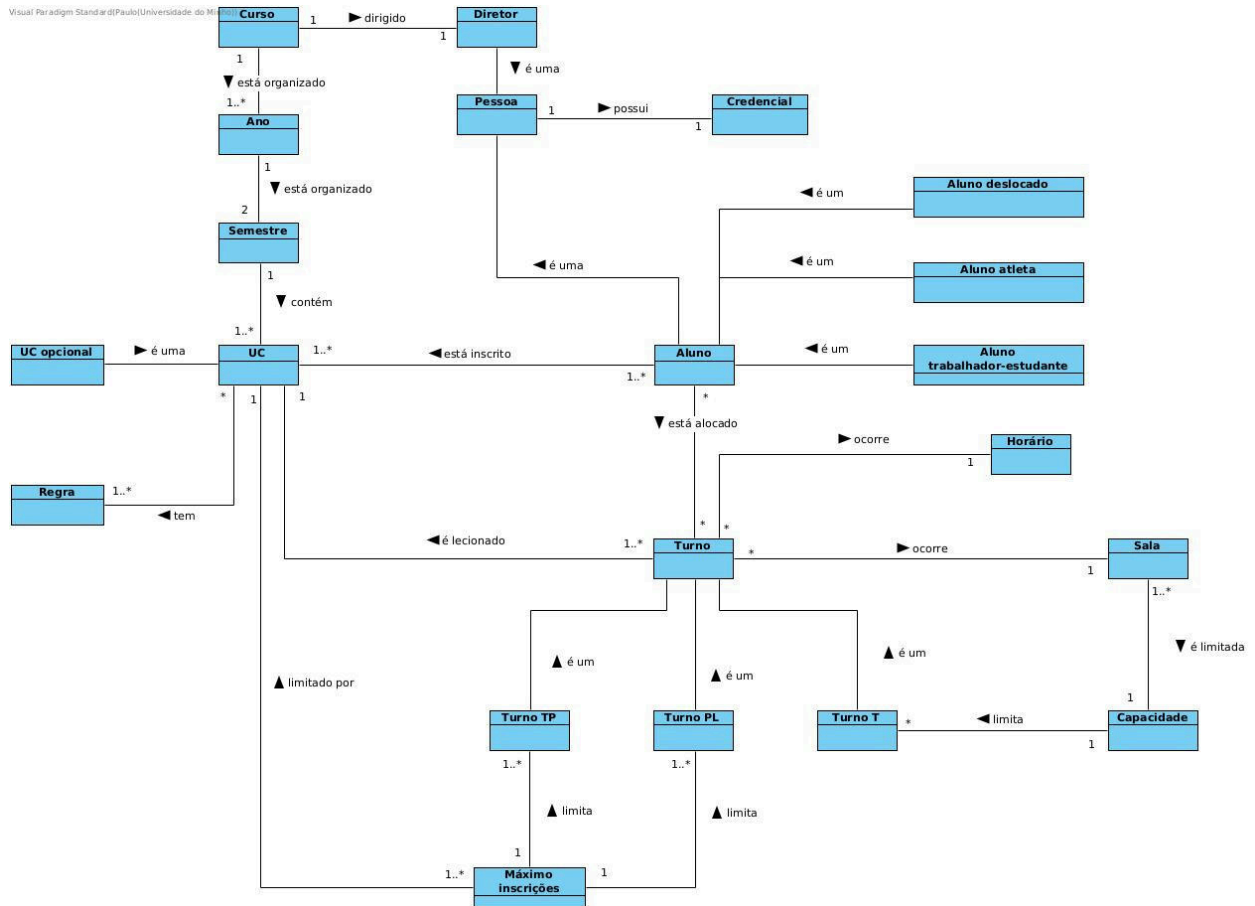 Visual Paradigm Standard(Paulo(Universidade do Minho))
Curso
1
► dirigido
1
Diretor
1
▼ está organizado
1..*
▼ é uma
Pessoa
1
► possui
1
Credencial
Ano
1
▼ está organizado
2
Aluno deslocado
◄ é um
Semestre
1
▼ contém
1..*
◄ é uma
Aluno atleta
◄ é um
UC opcional
► é uma
UC
1..*
◄ está inscrito
1..*
Aluno
◄ é um
Aluno
trabalhador-estudante
*
1
1
*
▼ está alocado
► ocorre
1
Horário
Regra
1..*
◄ tem
*
*
◄ é lecionado
1..*
Turno
*
► ocorre
1
Sala
1..*
▼ é limitada
1
▲ é um
▲ é um
▲ é um
▲ limitado por
Turno TP
Turno PL
Turno T
*
◄ limita
1
Capacidade
1..*
1..*
▲ limita
▲ limita
1
1..*
1
Máximo
inscrições